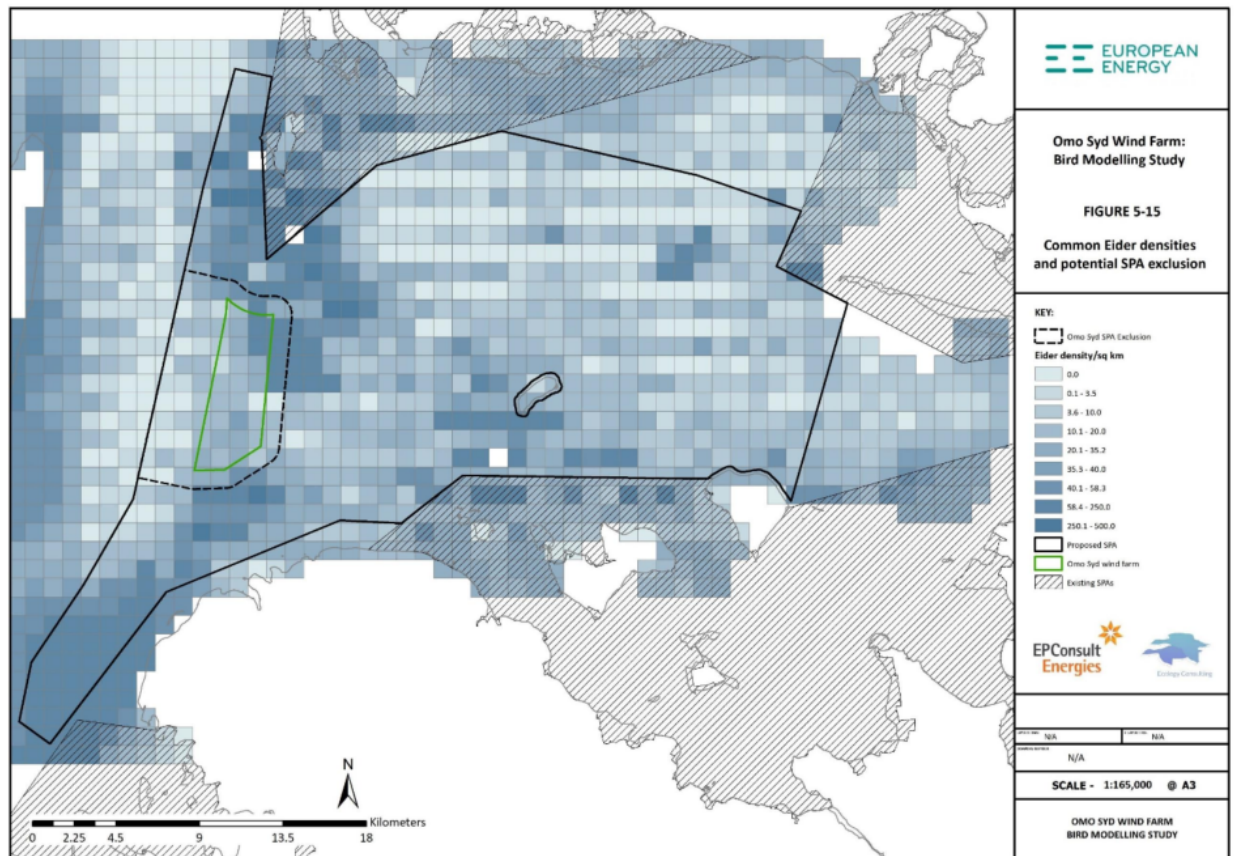 EUROPEAN
ENERGY
Omo Syd Wind Farm:
Bird Modelling Study
FIGURE 5-15
Common Eider densities
and potential SPA exclusion
KEY:
Omo Syd SPA Exclusion
Eider density/sq km
0.0
0.1 - 3.5
3.6 - 10.0
10.1 - 20.0
20.1 - 35.2
35.3 - 40.0
40.1 - 58.3
58.4 - 250.0
250.1 - 500.0
Proposed SPA
Omo Syd wind farm
Existing SPAs
EPConsult
Energies
Ecology Consulting
N/A
N/A
N/A
SCALE - 1:165,000 @ A3
OMO SYD WIND FARM
BIRD MODELLING STUDY
N
Kilometers
0 2.25 4.5 9 13.5 18